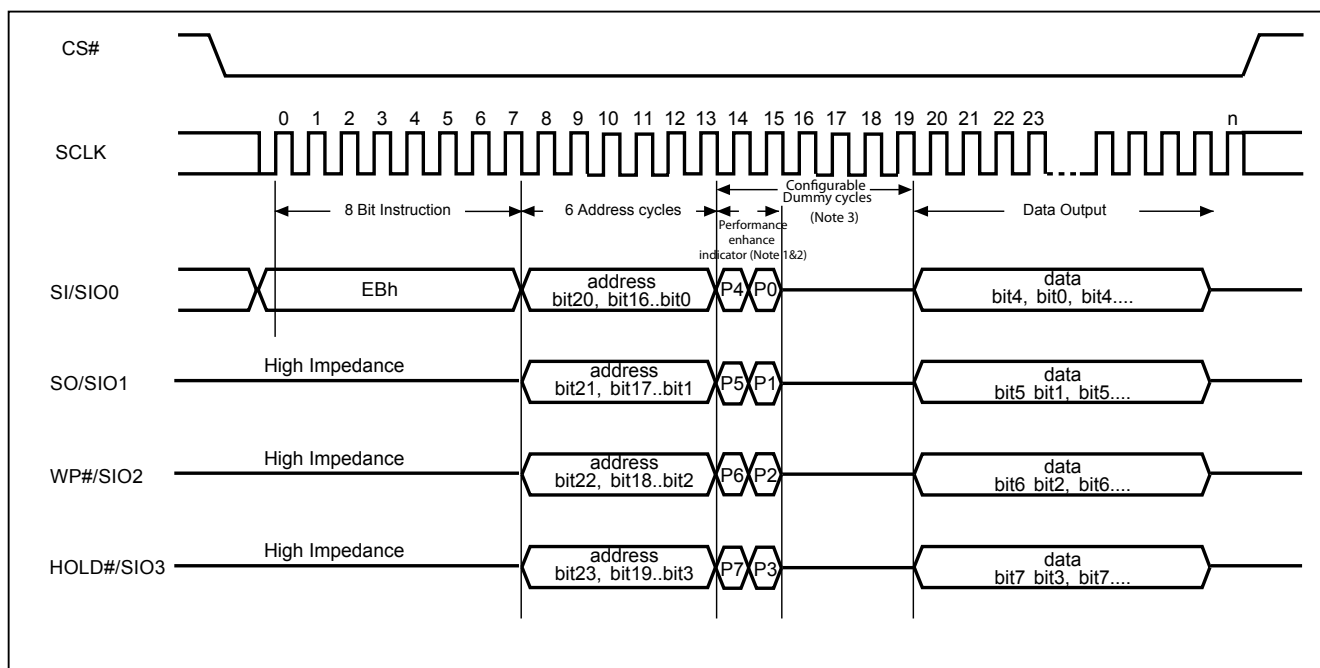 CS#
0 1 2 3 4 5 6 7 8 9 10 11 12 13 14 15 16 17 18 19 20 21 22 23 n
SCLK
8 Bit Instruction
6 Address cycles
Configurable
Dummy cycles
(Note 3)
Data Output
Performance
enhance
indicator (Note 1&2)
SI/SIO0
EBh
address
bit20, bit16..bit0
P4 P0
data
bit4, bit0, bit4....
SO/SIO1
High Impedance
address
bit21, bit17..bit1
P5 P1
data
bit5 bit1, bit5....
WP#/SIO2
High Impedance
address
bit22, bit18..bit2
P6 P2
data
bit6 bit2, bit6....
HOLD#/SIO3
High Impedance
address
bit23, bit19..bit3
P7 P3
data
bit7 bit3, bit7....